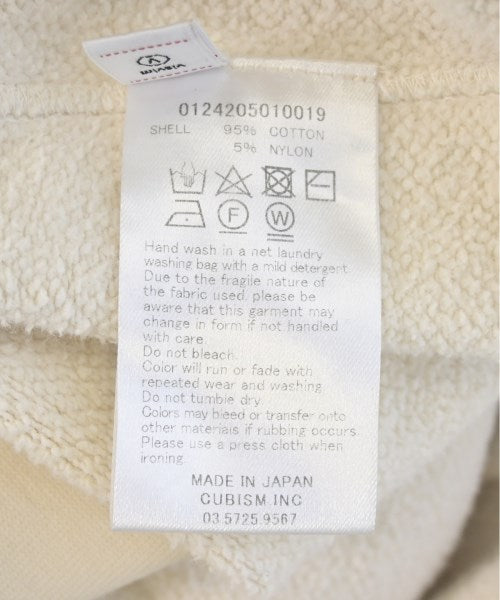 0124205010019
SHELL 95% COTTON
5% NYLON
F W
Hand wash in a net laundry
washing bag with a mild detergent
Due to the fragile nature of
the fabric used, please be
aware that this garment may
change in form if not handled
with care.
Do not bleach.
Color will run or fade with
repeated wear and washing.
Do not tumble dry.
Colors may bleed or transfer onto
other materials if rubbing occurs.
Please use a press cloth when
ironing.
MADE IN JAPAN
CUBISM.INC
03.5725.9567